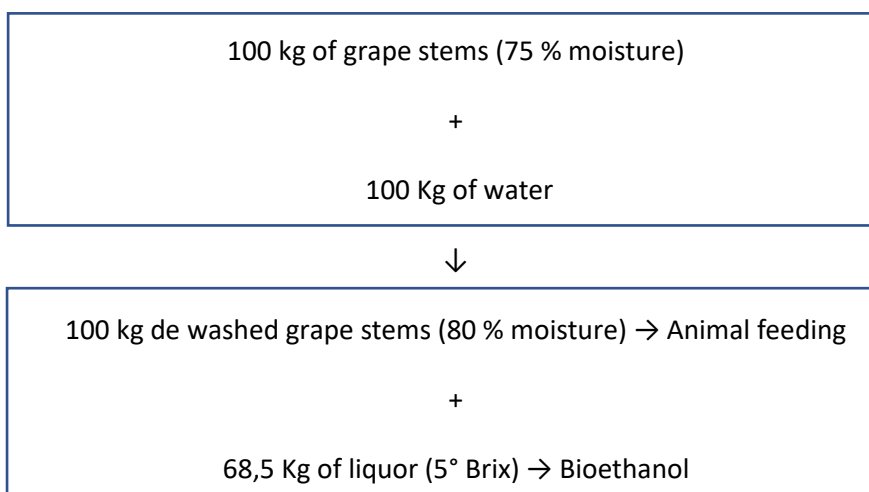 100 kg of grape stems (75 % moisture)
+
100 Kg of water
↓
100 kg de washed grape stems (80 % moisture) → Animal feeding
+
68,5 Kg of liquor (5° Brix) → Bioethanol